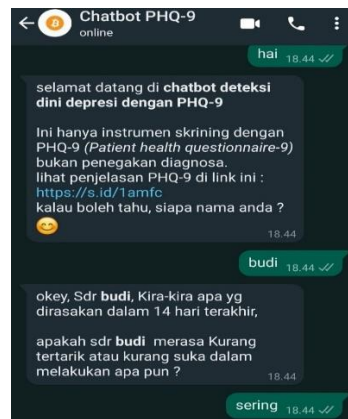 Chatbot PHQ-9
online
hai 18.44
selamat datang di chatbot deteksi
dini depresi dengan PHQ-9
Ini hanya instrumen skrining dengan
PHQ-9 (Patient health questionnaire-9)
bukan penegakan diagnosa.
lihat penjelasan PHQ-9 di link ini :
https://s.id/1amfc
kalau boleh tahu, siapa nama anda ?
😊
18.44
budi 18.44
okey, Sdr budi, Kira-kira apa yg
dirasakan dalam 14 hari terakhir,
apakah sdr budi merasa Kurang
tertarik atau kurang suka dalam
melakukan apa pun ?
18.44
sering 18.44